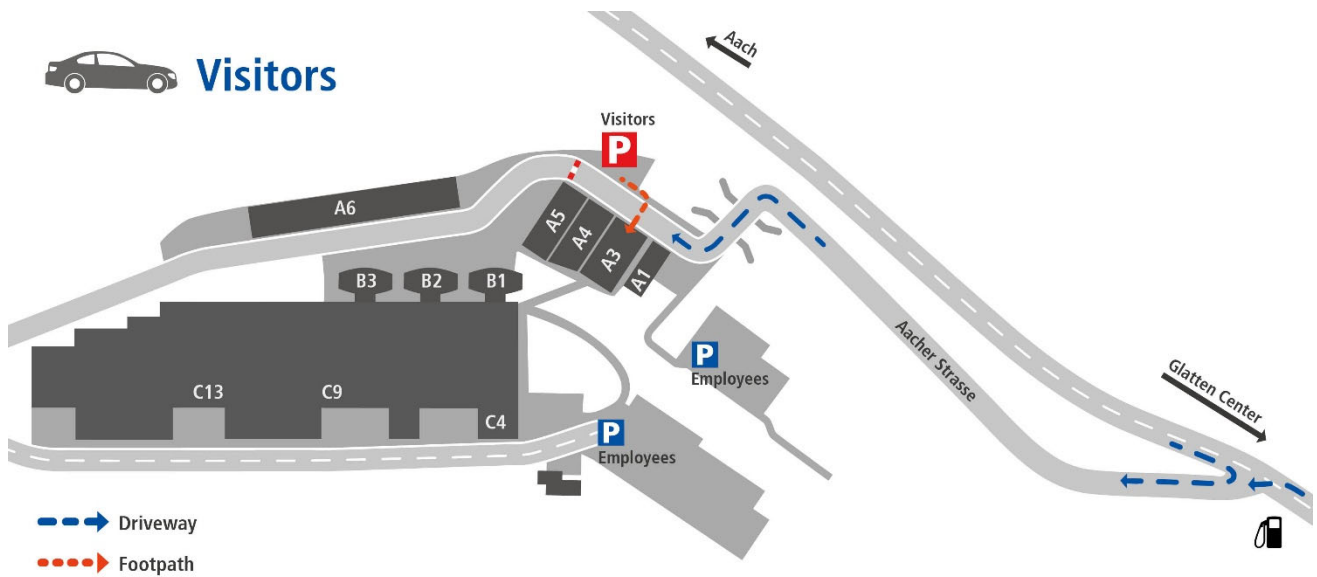 Visitors
Aach
Visitors
P
A6
A5
A4
A3
A1
B3
B2
B1
P
Employees
Aacher Strasse
Glatten Center
C13
C9
C4
P
Employees
Driveway
Footpath